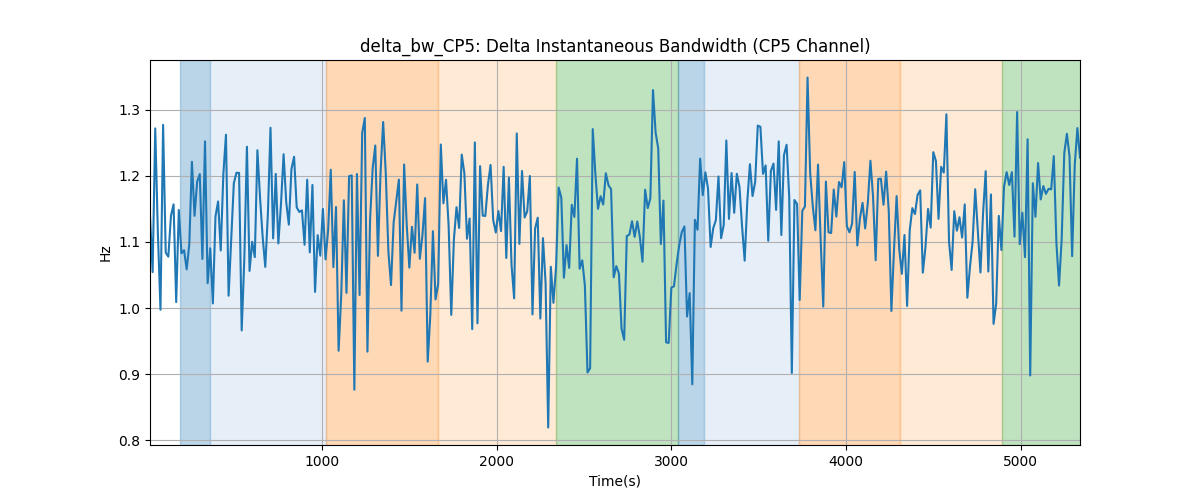 delta_bw_CP5: Delta Instantaneous Bandwidth (CP5 Channel)
1.3
1.2
1.1
1.0
0.9
0.8
Hz
1000 2000 3000 4000 5000
Time(s)